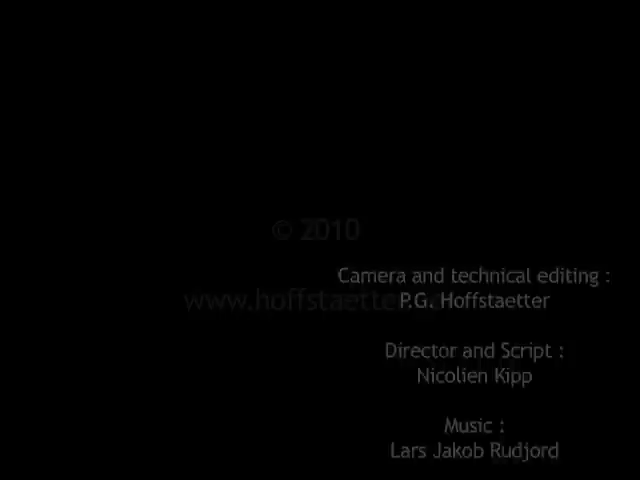 © 2010
Camera and technical editing :
www.hoffstaetter.
P.G. Hoffstaetter
Director and Script :
Nicolien Kipp
Music :
Lars Jakob Rudjord